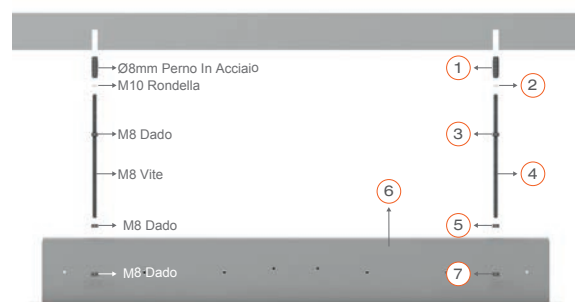 Ø8mm Perno In Acciaio
1
M10 Rondella
2
M8 Dado
3
M8 Vite
4
6
M8 Dado
5
M8 Dado
7